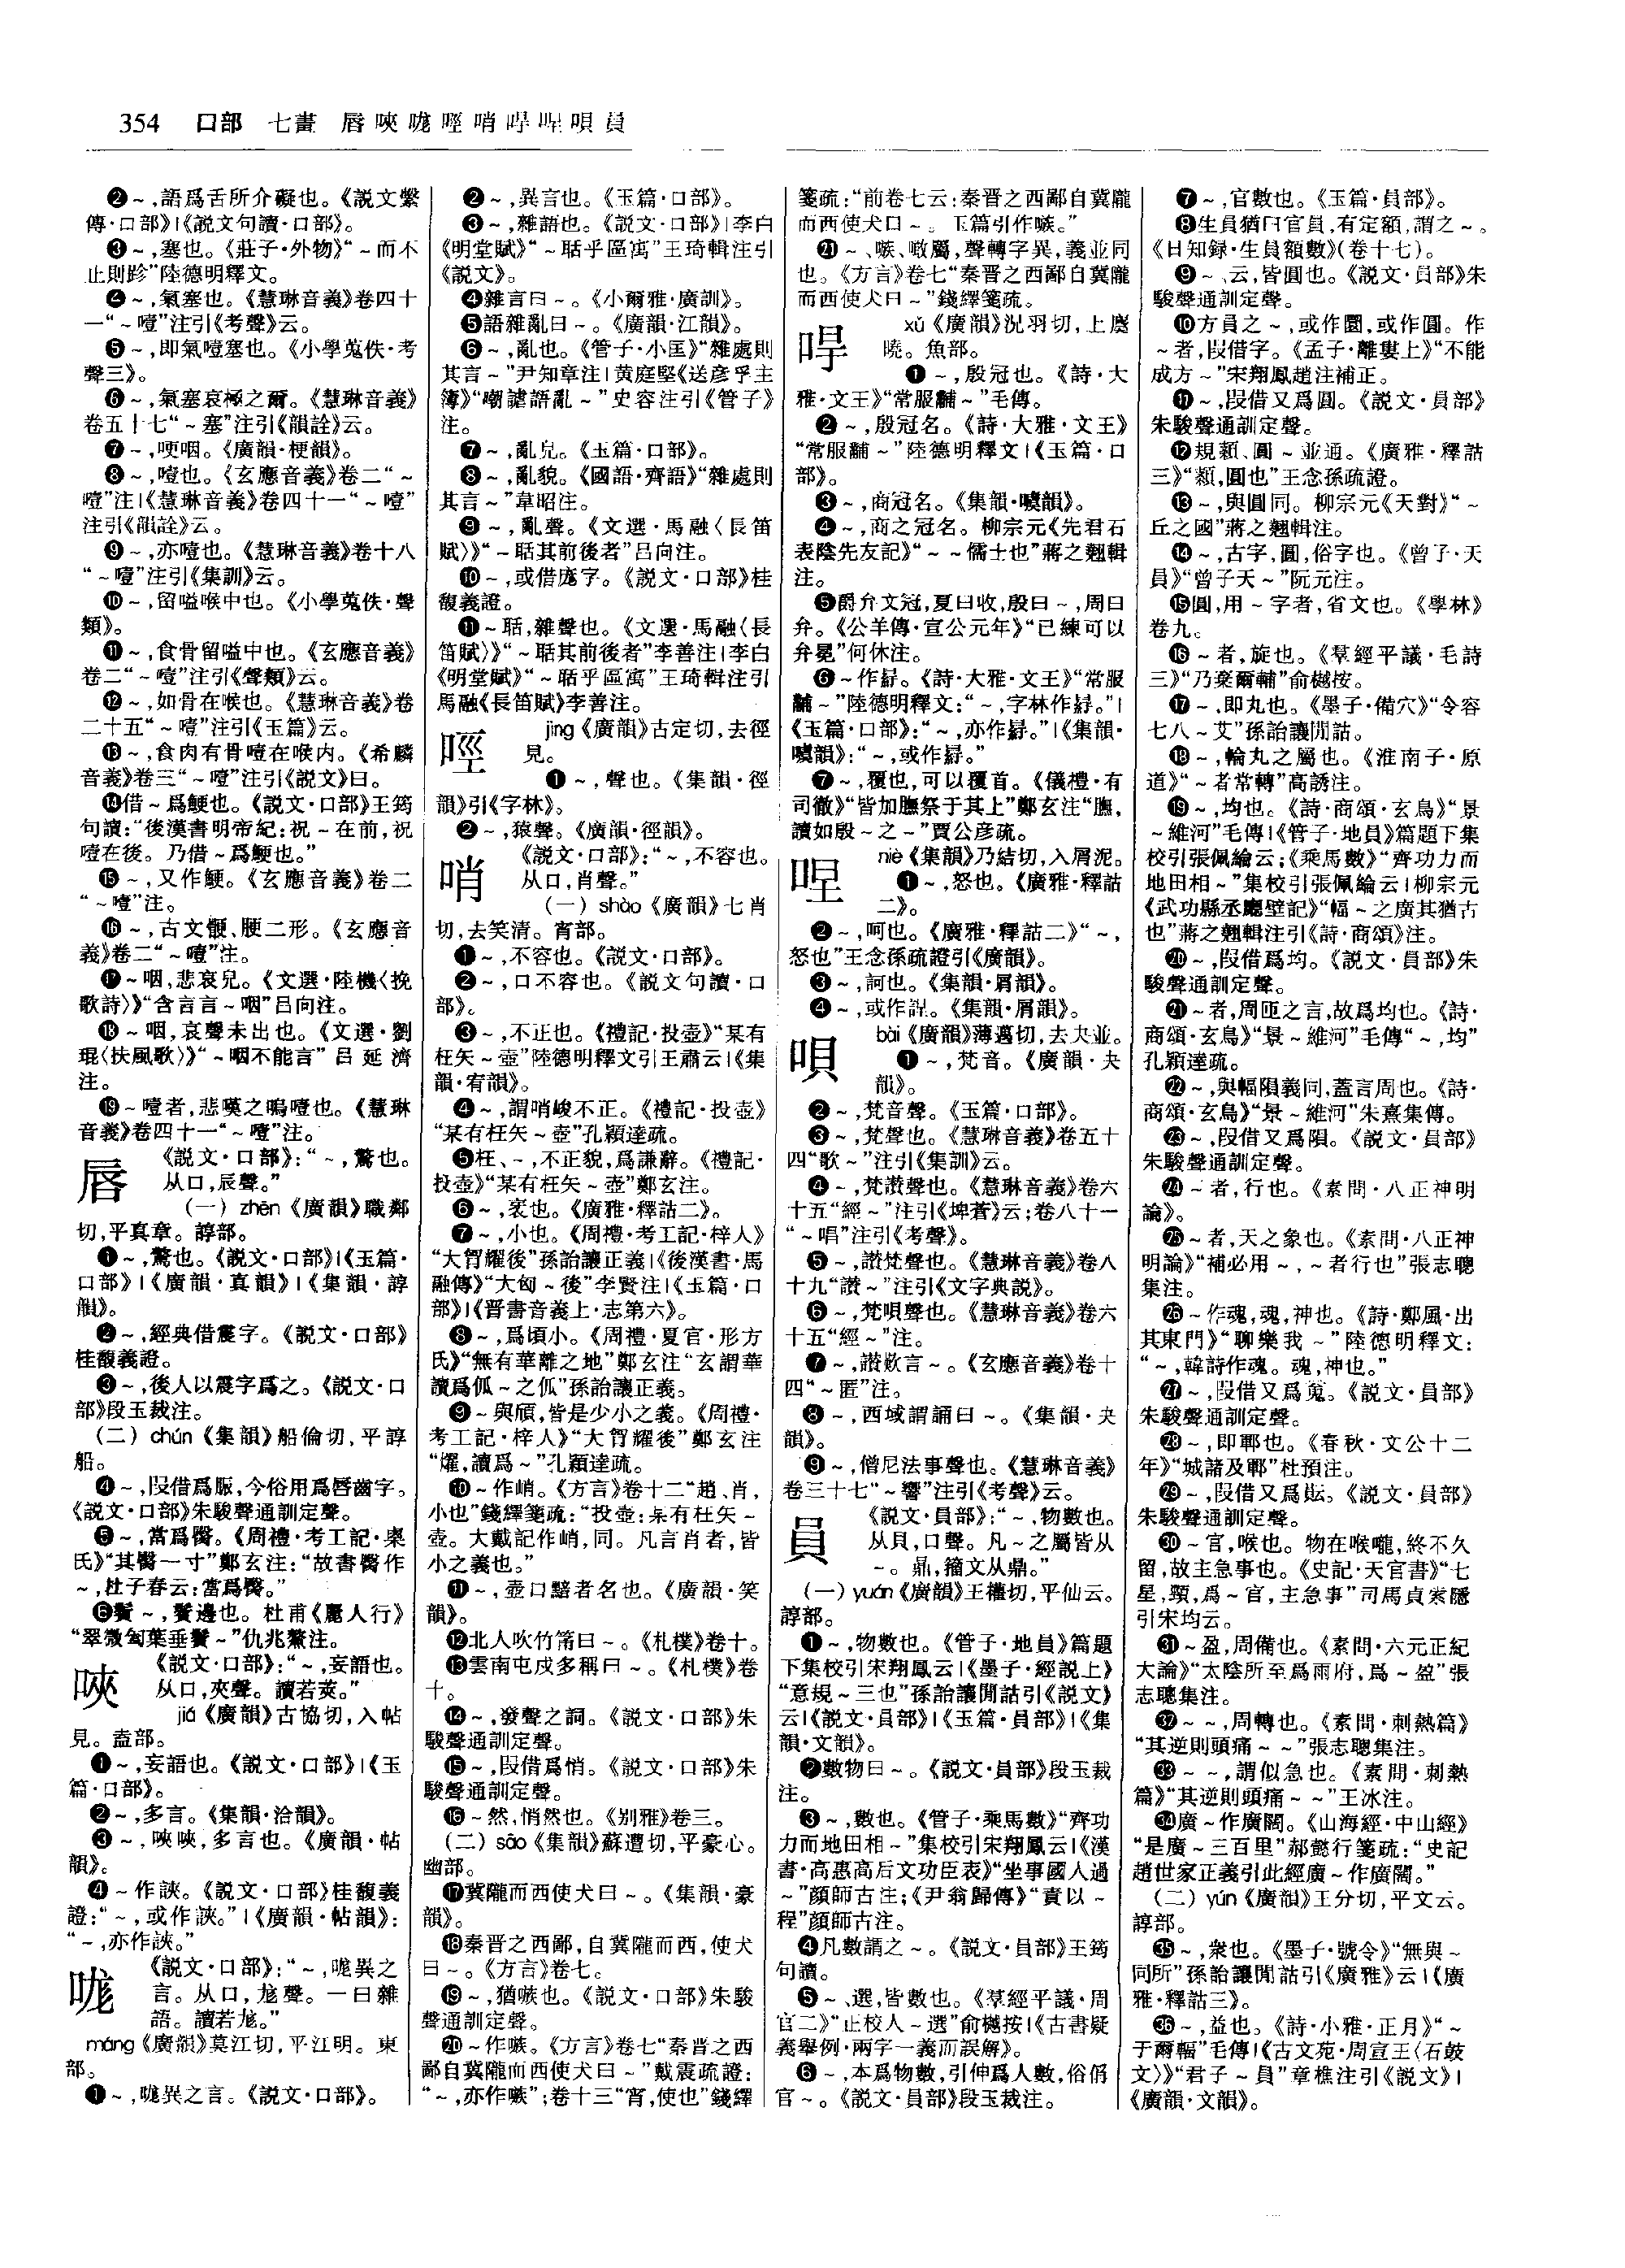 354 口部 七畫 唇唊哤哐哨哻哩唄員
❷～,語爲舌所介礙也。《説文繫
傳·口部》|《説文句讀·口部》。
❸～,塞也。《莊子·外物》“～而不
止則跈”陸德明釋文。
❹～,氣塞也。《慧琳音義》卷四十
一“～噎”注引《考聲》云。
❺～,即氣噎塞也。《小學蒐佚·考
聲三》。
❻～,氣塞哀極之爾。《慧琳音義》
卷五十七“～塞”注引《韻詮》云。
❼～,哽咽。《廣韻·梗韻》。
❽～,噎也。《玄應音義》卷二“～
噎”注|《慧琳音義》卷四十一“～噎”
注引《韻詮》云。
❾～,亦噎也。《慧琳音義》卷十八
“～噎”注引《集訓》云。
❿～,留嗌喉中也。《小學蒐佚·聲
類》。
⓫～,食骨留嗌中也。《玄應音義》
卷二“～噎”注引《聲類》云。
⓬～,如骨在喉也。《慧琳音義》卷
二十五“～噎”注引《玉篇》云。
⓭～,食肉有骨噎在喉内。《希麟
音義》卷三“～噎”注引《説文》曰。
⓮借～爲鯁也。《説文·口部》王筠
句讀:“後漢書明帝紀:祝～在前,祝
噎在後。乃借～爲鯁也。”
⓯～,又作鯁。《玄應音義》卷二
“～噎”注。
⓰～,古文骾、腰二形。《玄應音
義》卷二“～噎”注。
⓱～咽,悲哀皃。《文選·陸機〈挽
歌詩〉》“含言言～咽”吕向注。
⓲～咽,哀聲未出也。《文選·劉
琨〈扶風歌〉》“～咽不能言”吕延濟
注。
⓳～噎者,悲嘆之嗚噎也。《慧琳
音義》卷四十一“～噎”注。
唇 《説文·口部》:“～,驚也。
从口,辰聲。”
(一) zhēn《廣韻》職鄰
切,平真章。諄部。
❶～,驚也。《説文·口部》|《玉篇·
口部》|《廣韻·真韻》|《集韻·諄
韻》。
❷～,經典借震字。《説文·口部》
桂馥義證。
❸～,後人以震字爲之。《説文·口
部》段玉裁注。
(二) chún《集韻》船倫切,平諄
船。
❹～,叚借爲脤,今俗用爲唇齒字。
《説文·口部》朱駿聲通訓定聲。
❺～,當爲臀。《周禮·考工記·㮚
氏》“其臀一寸”鄭玄注:“故書臀作
～,杜子春云:當爲臀。”
❻鬢～,鬢邊也。杜甫《麗人行》
“翠微㔩葉垂鬢～”仇兆鰲注。
唊 《説文·口部》:“～,妄語也。
从口,夾聲。讀若莢。”
jiá《廣韻》古協切,入帖
見。盍部。
❶～,妄語也。《説文·口部》|《玉
篇·口部》。
❷～,多言。《集韻·洽韻》。
❸～,唊唊,多言也。《廣韻·帖
韻》。
❹～作誺。《説文·口部》桂馥義
證:“～,或作𧧸。”|《廣韻·帖韻》:
“～,亦作𧧸。”
哤 《説文·口部》:“～,哤異之
言。从口,尨聲。一曰雜
語。讀若尨。”
máng《廣韻》莫江切,平江明。東
部。
❶～,哤異之言。《説文·口部》。
❷～,異言也。《玉篇·口部》。
❸～,雜語也。《説文·口部》|李白
《明堂賦》“～聒乎區寓”王琦輯注引
《説文》。
❹雜言曰～。《小爾雅·廣訓》。
❺語雜亂曰～。《廣韻·江韻》。
❻～,亂也。《管子·小匡》“雜處則
其言～”尹知章注|黄庭堅《送彦孚主
簿》“嘲謔語亂～”史容注引《管子》
注。
❼～,亂皃。《玉篇·口部》。
❽～,亂貌。《國語·齊語》“雜處則
其言～”韋昭注。
❾～,亂聲。《文選·馬融〈長笛
賦〉》“～聒其前後者”吕向注。
❿～,或借厖字。《説文·口部》桂
馥義證。
⓫～聒,雜聲也。《文選·馬融〈長
笛賦〉》“～聒其前後者”李善注|李白
《明堂賦》“～聒乎區寓”王琦輯注引
馬融《長笛賦》李善注。
jìng《廣韻》古定切,去徑
見。
❶～,聲也。《集韻·徑
韻》引《字林》。
❷～,猿聲。《廣韻·徑韻》。
哨 《説文·口部》:“～,不容也。
从口,肖聲。”
(一) shào《廣韻》七肖
切,去笑清。宵部。
❶～,不容也。《説文·口部》。
❷～,口不容也。《説文句讀·口
部》。
❸～,不正也。《禮記·投壺》“某有
枉矢～壺”陸德明釋文引王肅云|《集
韻·宥韻》。
❹～,謂哨峻不正。《禮記·投壺》
“某有枉矢～壺”孔穎達疏。
❺枉、～,不正貌,爲謙辭。《禮記·
投壺》“某有枉矢～壺”鄭玄注。
❻～,衺也。《廣雅·釋詁二》。
❼～,小也。《周禮·考工記·梓人》
“大胷燿後”孫詒讓正義|《後漢書·馬
融傳》“大匈～後”李賢注|《玉篇·口
部》|《晋書音義上·志第六》。
❽～,爲頃小。《周禮·夏官·形方
氏》“無有華離之地”鄭玄注“玄謂華
讀爲㼌～之㼌”孫詒讓正義。
❾～與頎,皆是少小之義。《周禮·
考工記·梓人》“大胷耀後”鄭玄注
“燿,讀爲～”孔穎達疏。
❿～作峭。《方言》卷十二“趙、肖,
小也”錢繹箋疏:“投壺:某有枉矢～
壺。大戴記作峭,同。凡言肖者,皆
小之義也。”
⓫～,壺口黠者名也。《廣韻·笑
韻》。
⓬北人吹竹筩曰～。《札樸》卷十。
⓭雲南屯戍多稱曰～。《札樸》卷
十。
⓮～,發聲之詞。《説文·口部》朱
駿聲通訓定聲。
⓯～,叚借爲悄。《説文·口部》朱
駿聲通訓定聲。
⓰～然,悄然也。《别雅》卷三。
(二) sāo《集韻》蘇遭切,平豪心。
幽部。
⓱冀隴而西使犬曰～。《集韻·豪
韻》。
⓲秦晋之西鄙,自冀隴而西,使犬
曰～。《方言》卷七。
⓳～,猶嗾也。《説文·口部》朱駿
聲通訓定聲。
⓴～作嗾。《方言》卷七“秦晋之西
鄙自冀隴而西使犬曰～”戴震疏證:
“～,亦作嗾”;卷十三“宵,使也”錢繹
箋疏:“前卷七云:秦晋之西鄙自冀隴
而西使犬曰～。玉篇引作嗾。”
㉑～、嗾、㗛屬,聲轉字異,義並同
也。《方言》卷七“秦晋之西鄙自冀隴
而西使犬曰～”錢繹箋疏。
xǔ《廣韻》況羽切,上麌
曉。魚部。
❶～,殷冠也。《詩·大
雅·文王》“常服黼～”毛傳。
❷～,殷冠名。《詩·大雅·文王》
“常服黼～”陸德明釋文|《玉篇·口
部》。
❸～,商冠名。《集韻·噳韻》。
❹～,商之冠名。柳宗元《先君石
表陰先友記》“～～儒士也”蔣之翹輯
注。
❺爵弁文冠,夏曰收,殷曰～,周曰
弁。《公羊傳·宣公元年》“已練可以
弁冕”何休注。
❻～作𦀒。《詩·大雅·文王》“常服
黼～”陸德明釋文:“～,字林作𦀒。”|
《玉篇·口部》:“～,亦作𦀒。”|《集韻·
噳韻》:“～,或作𦀒。”
❼～,覆也,可以覆首。《儀禮·有
司徹》“皆加膴祭于其上”鄭玄注“膴,
讀如殷～之～”賈公彦疏。
niè《集韻》乃結切,入屑泥。
❶～,怒也。《廣雅·釋詁
二》。
❷～,呵也。《廣雅·釋詁二》“～,
怒也”王念孫疏證引《廣韻》。
❸～,訶也。《集韻·屑韻》。
❹～,或作𧧋。《集韻·屑韻》。
唄 bài《廣韻》薄邁切,去夬並。
❶～,梵音。《廣韻·夬
韻》。
❷～,梵音聲。《玉篇·口部》。
❸～,梵聲也。《慧琳音義》卷五十
四“歌～”注引《集訓》云。
❹～,梵讃聲也。《慧琳音義》卷六
十五“經～”注引《埤蒼》云;卷八十一
“～唱”注引《考聲》。
❺～,讃梵聲也。《慧琳音義》卷八
十九“讃～”注引《文字典説》。
❻～,梵唄聲也。《慧琳音義》卷六
十五“經～”注。
❼～,讃歎言～。《玄應音義》卷十
四“～匿”注。
❽～,西域謂誦曰～。《集韻·夬
韻》。
❾～,僧尼法事聲也。《慧琳音義》
卷三十七“～響”注引《考聲》云。
員 《説文·員部》:“～,物數也。
从貝,口聲。凡～之屬皆从
～。鼎,籀文从鼎。”
(一)yuán《廣韻》王權切,平仙云。
諄部。
❶～,物數也。《管子·地員》篇題
下集校引宋翔鳳云|《墨子·經説上》
“意規～三也”孫詒讓閒詁引《説文》
云|《説文·員部》|《玉篇·員部》|《集
韻·文韻》。
❷數物曰～。《説文·員部》段玉裁
注。
❸～,數也。《管子·乘馬數》“齊功
力而地田相～”集校引宋翔鳳云|《漢
書·高惠高后文功臣表》“坐事國人過
～”顔師古注;《尹翁歸傳》“責以～
程”顔師古注。
❹凡數謂之～。《説文·員部》王筠
句讀。
❺～、選,皆數也。《羣經平議·周
官二》“止校人～選”俞樾按|《古書疑
義舉例·兩字一義而誤解》。
❻～,本爲物數,引伸爲人數,俗偁
官～。《説文·員部》段玉裁注。
❼～,官數也。《玉篇·員部》。
❽生員猶曰官員,有定額,謂之～。
《日知録·生員額數》(卷十七)。
❾～、云,皆圓也。《説文·員部》朱
駿聲通訓定聲。
❿方員之～,或作圜,或作圓。作
～者,叚借字。《孟子·離婁上》“不能
成方～”宋翔鳳趙注補正。
⓫～,叚借又爲圓。《説文·員部》
朱駿聲通訓定聲。
⓬規䫟、圓～並通。《廣雅·釋詁
三》“䫟,圓也”王念孫疏證。
⓭～,與圓同。柳宗元《天對》“～
丘之國”蔣之翹輯注。
⓮～,古字,圓,俗字也。《曾子·天
員》“曾子天～”阮元注。
⓯圓,用～字者,省文也。《學林》
卷九。
⓰～者,旋也。《羣經平議·毛詩
三》“乃棄爾輔”俞樾按。
⓱～,即丸也。《墨子·備穴》“令容
七八～艾”孫詒讓閒詁。
⓲～,輪丸之屬也。《淮南子·原
道》“～者常轉”高誘注。
⓳～,均也。《詩·商頌·玄鳥》“景
～維河”毛傳|《管子·地員》篇題下集
校引張佩綸云;《乘馬數》“齊功力而
地田相～”集校引張佩綸云|柳宗元
《武功縣丞廳壁記》“幅～之廣其猶古
也”蔣之翹輯注引《詩·商頌》注。
⓴～,叚借爲均。《説文·員部》朱
駿聲通訓定聲。
㉑～者,周匝之言,故爲均也。《詩·
商頌·玄鳥》“景～維河”毛傳“～,均”
孔穎達疏。
㉒～,與幅隕義同,蓋言周也。《詩·
商頌·玄鳥》“景～維河”朱熹集傳。
㉓～,叚借又爲隕。《説文·員部》
朱駿聲通訓定聲。
㉔～者,行也。《素問·八正神明
論》。
㉕～者,天之象也。《素問·八正神
明論》“補必用～,～者行也”張志聰
集注。
㉖～作魂,魂,神也。《詩·鄭風·出
其東門》“聊樂我～”陸德明釋文:
“～,韓詩作魂。魂,神也。”
㉗～,叚借又爲䰟。《説文·員部》
朱駿聲通訓定聲。
㉘～,即鄆也。《春秋·文公十二
年》“城諸及鄆”杜預注。
㉙～,叚借又爲妘。《説文·員部》
朱駿聲通訓定聲。
㉚～官,喉也。物在喉嚨,終不久
留,故主急事也。《史記·天官書》“七
星,頸,爲～官,主急事”司馬貞索隱
引宋均云。
㉛～盈,周備也。《素問·六元正紀
大論》“太陰所至爲雨府,爲～盈”張
志聰集注。
㉜～～,周轉也。《素問·刺熱篇》
“其逆則頭痛～～”張志聰集注。
㉝～～,謂似急也。《素問·刺熱
篇》“其逆則頭痛～～”王冰注。
㉞廣～作廣闊。《山海經·中山經》
“是廣～三百里”郝懿行箋疏:“史記
趙世家正義引此經廣～作廣闊。”
(二) yún《廣韻》王分切,平文云。
諄部。
㉟～,衆也。《墨子·號令》“無與～
同所”孫詒讓閒詁引《廣雅》云|《廣
雅·釋詁三》。
㊱～,益也。《詩·小雅·正月》“～
于爾輻”毛傳|《古文苑·周宣王〈石鼓
文〉》“君子～員”章樵注引《説文》|
《廣韻·文韻》。